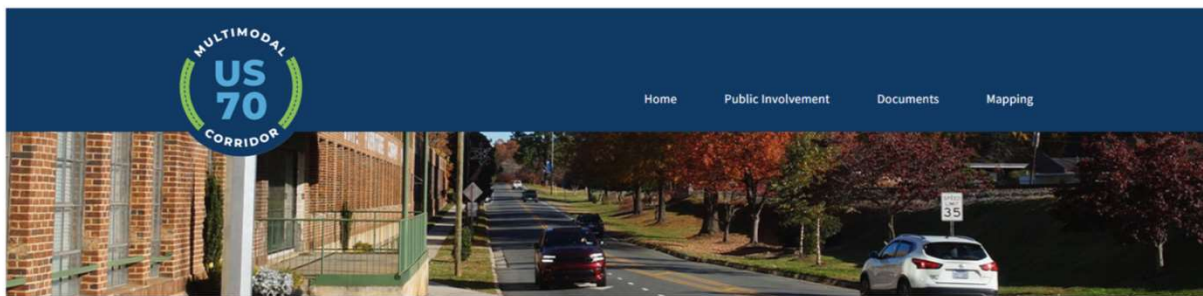 MULTIMODAL
US
70
CORRIDOR
Home Public Involvement Documents Mapping
SPEED
LIMIT
35